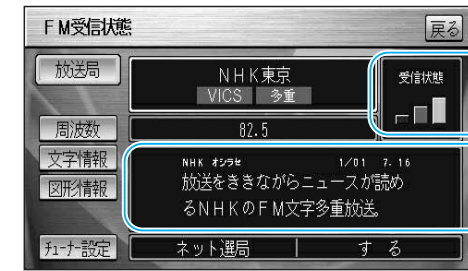 FM受信状態
戻る
放送局
NHK東京
VICS 多重
受信状態
周波数
82.5
文字情報
図形情報
NHK オシラセ 1/01 7.16
放送をききながらニュースが読め
るNHKのFM文字多重放送。
チューナー設定
ネット選局
する